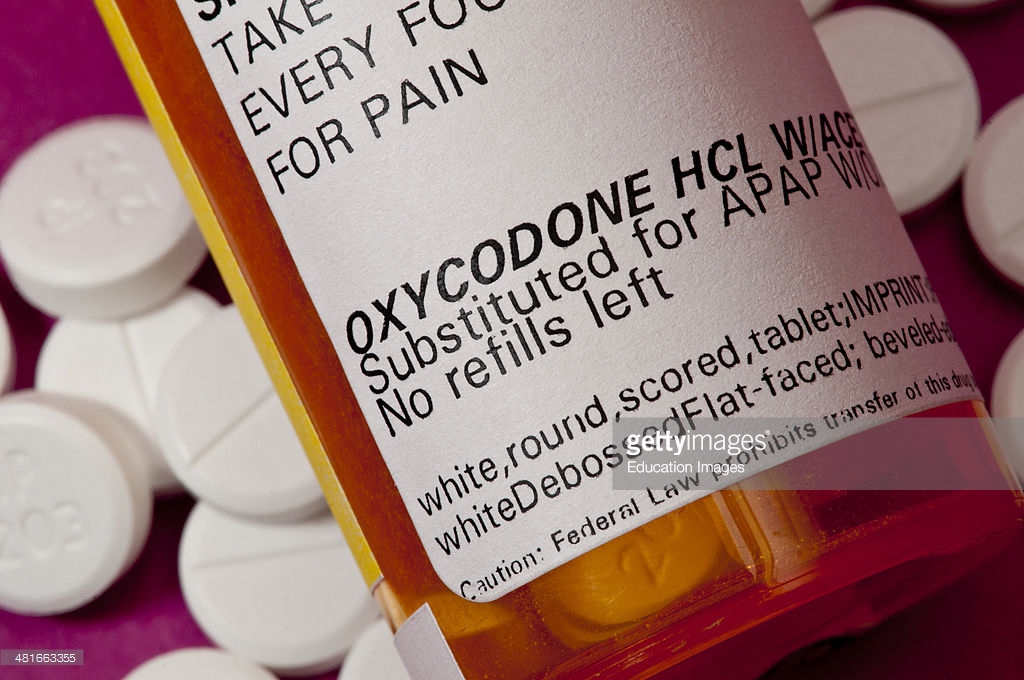 TAKE
EVERY
FOR PAIN
OXYCODONE HCL W/ACE
Substituted for APAP
No refills left
white,round,scored,tablet;IMPRINT:
whiteDebossedFlat-faced; beveled-
Caution: Federal Law prohibits transfer of this drug
gettyimages®
Education Images
203
481663355